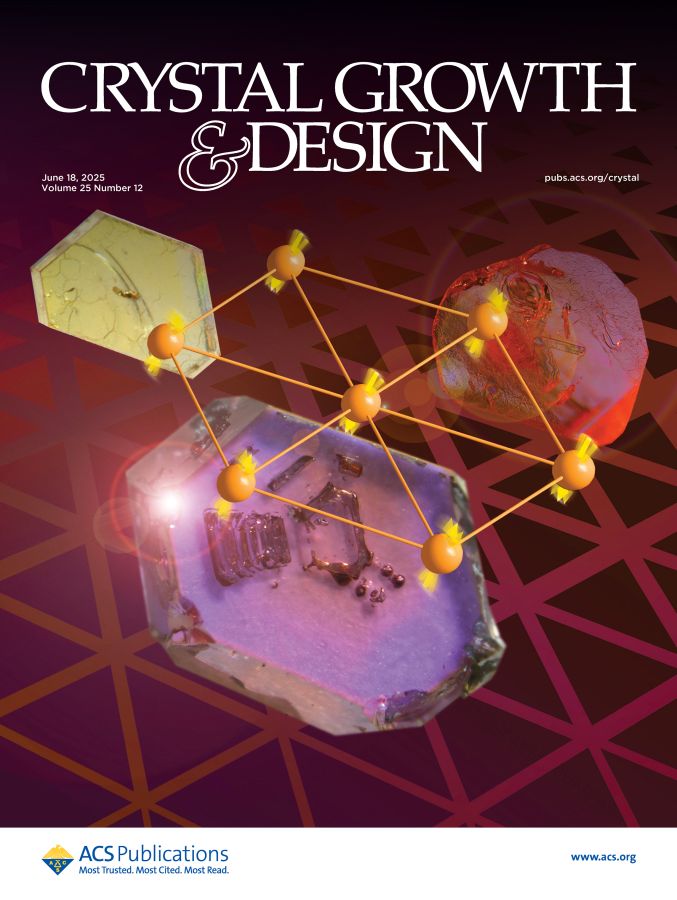 CRYSTAL GROWTH
& DESIGN
June 18, 2025
Volume 25 Number 12
pubs.acs.org/crystal
ACS Publications
Most Trusted. Most Cited. Most Read.
www.acs.org